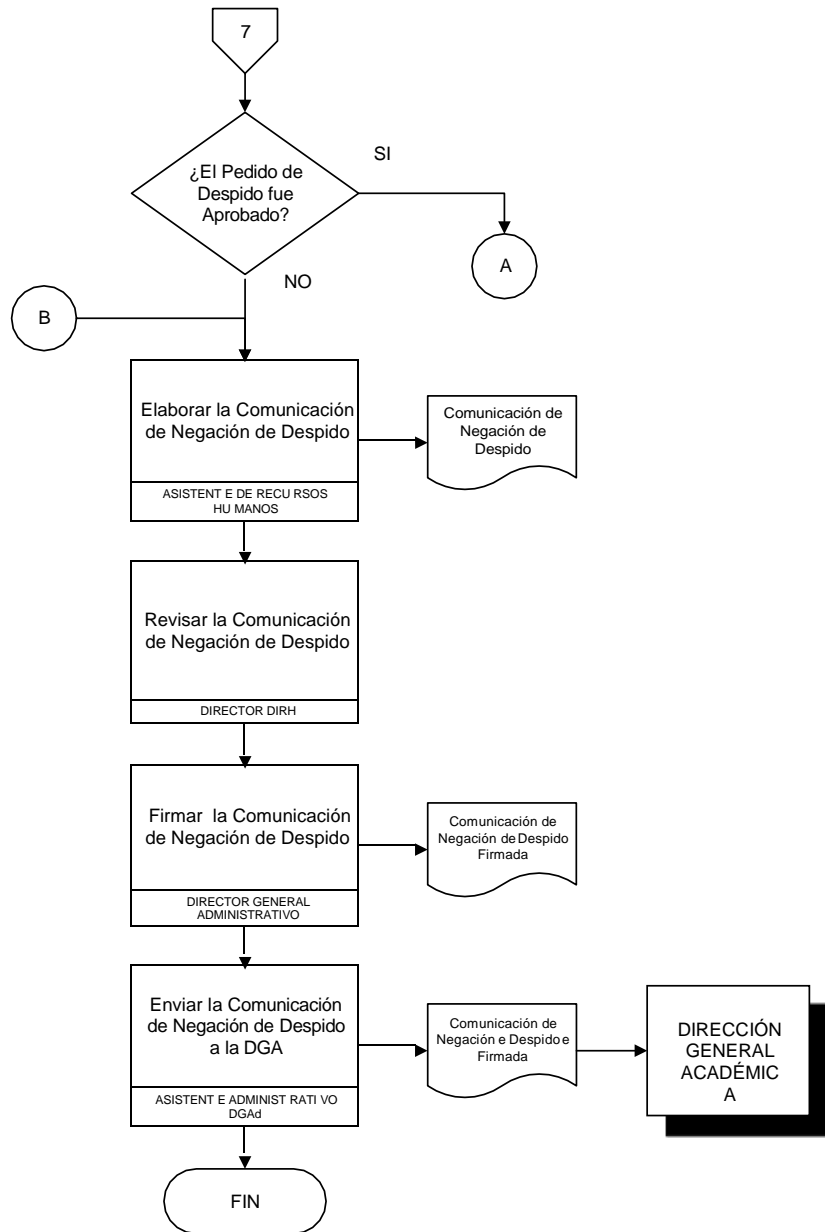 7
¿El Pedido de
Despido fue
Aprobado?
SI
A
NO
B
Elaborar la Comunicación
de Negación de Despido
ASISTENT E DE RECU RSOS
HU MANOS
Comunicación de
Negación de
Despido
Revisar la Comunicación
de Negación de Despido
DIRECTOR DIRH
Firmar la Comunicación
de Negación de Despido
DIRECTOR GENERAL
ADMINISTRATIVO
Comunicación de
Negación de Despido
Firmada
Enviar la Comunicación
de Negación de Despido
a la DGA
ASISTENT E ADMINIST RATI VO
DGAd
Comunicación de
Negación e Despido e
Firmada
DIRECCIÓN
GENERAL
ACADÉMIC
A
FIN